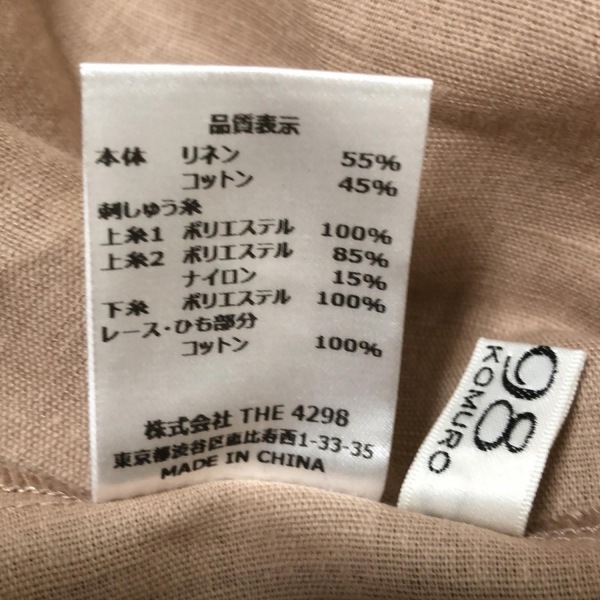 品質表示
本体 リネン 55%
コットン 45%
刺しゅう糸
上糸1 ポリエステル 100%
上糸2 ポリエステル 85%
ナイロン 15%
下糸 ポリエステル 100%
レース・ひも部分
コットン 100%
株式会社 THE 4298
東京都渋谷区恵比寿西1-33-35
MADE IN CHINA
98
KOMURO